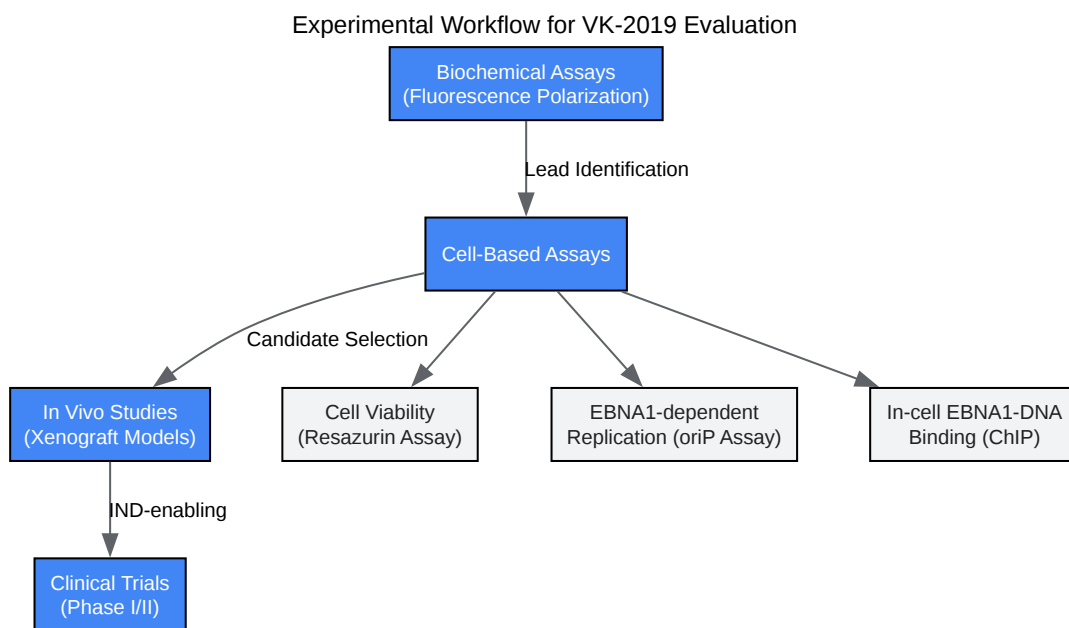 Experimental Workflow for VK-2019 Evaluation
Biochemical Assays
(Fluorescence Polarization)
Lead Identification
Cell-Based Assays
Candidate Selection
In Vivo Studies
(Xenograft Models)
Cell Viability
(Resazurin Assay)
EBNA1-dependent
Replication (oriP Assay)
In-cell EBNA1-DNA
Binding (ChIP)
IND-enabling
Clinical Trials
(Phase I/II)